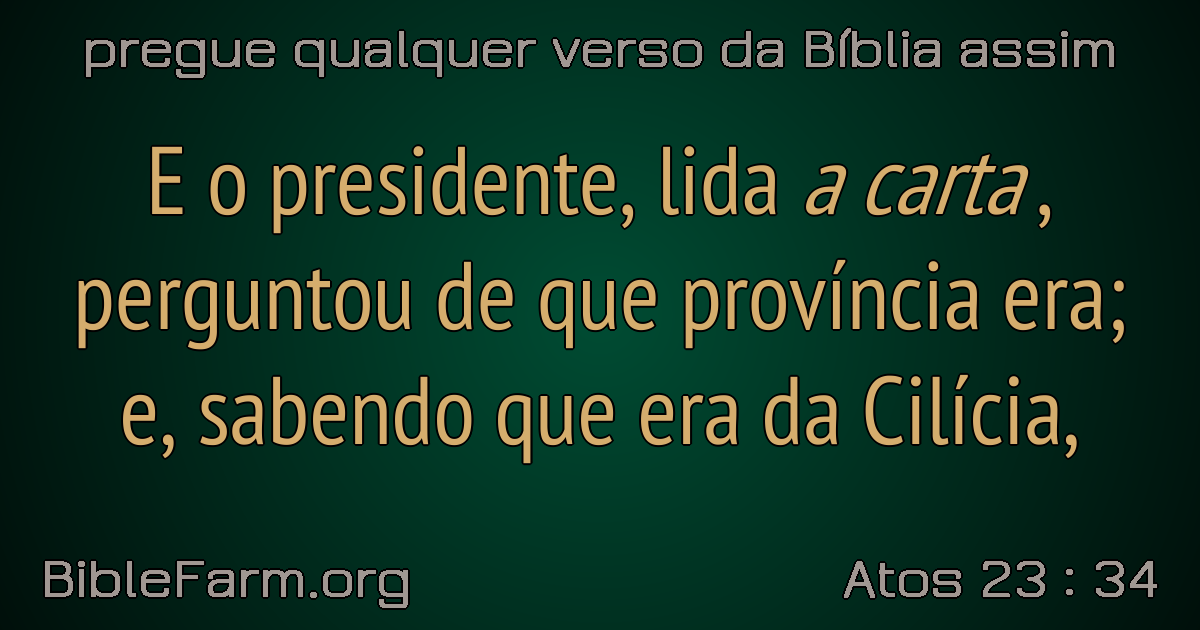 pregue qualquer verso da Bíblia assim
E o presidente, lida a carta ,
perguntou de que província era;
e, sabendo que era da Cilícia,
BibleFarm.org
Atos 23 : 34